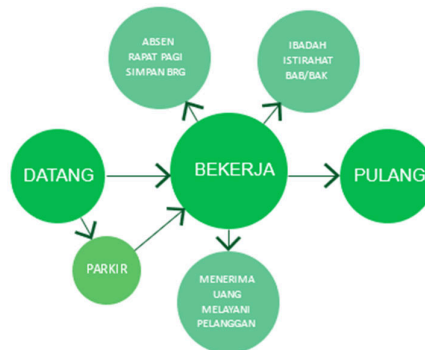 ABSEN
RAPAT PAGI
SIMPAN BRG
IBADAH
ISTIRAHAT
BAB/BAK
DATANG
BEKERJA
PULANG
PARKIR
MENERIMA
UANG
MELAYANI
PELANGGAN